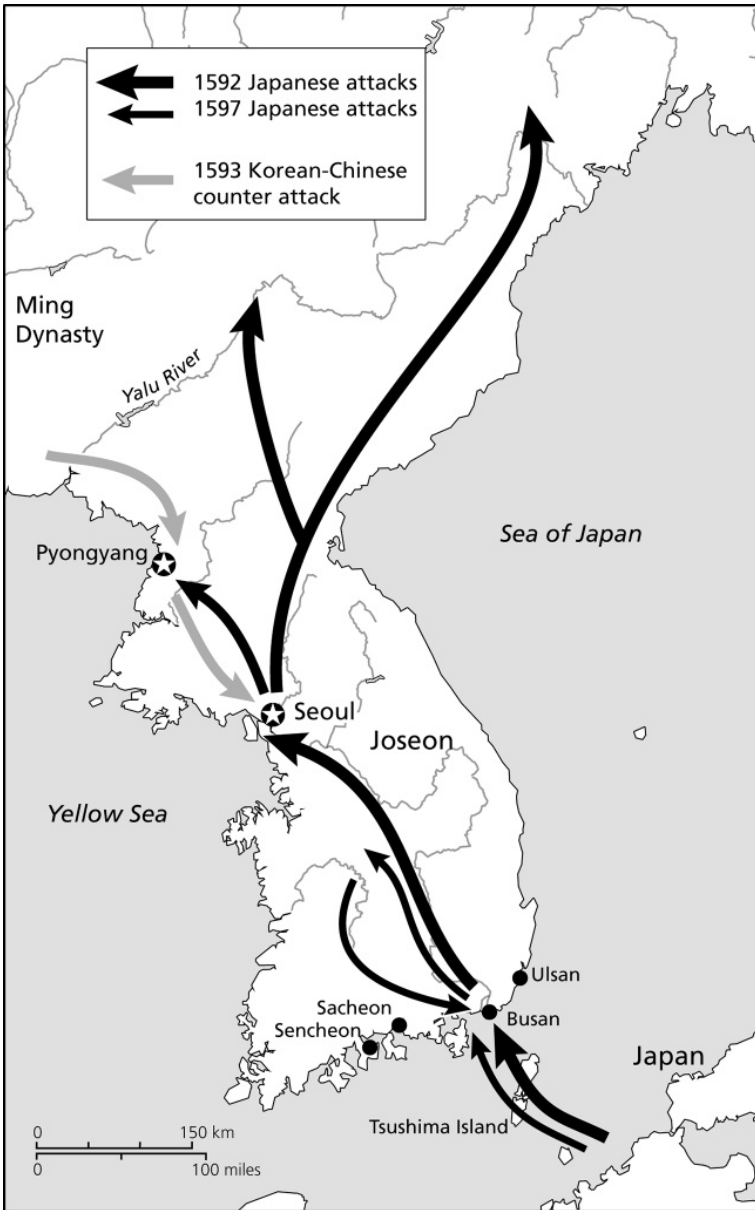 1592 Japanese attacks
1597 Japanese attacks
1593 Korean-Chinese
counter attack
Ming
Dynasty
Yalu River
Pyongyang
Sea of Japan
Seoul
Joseon
Yellow Sea
Ulsan
Sacheon
Busan
Sencheon
Japan
Tsushima Island
0 150 km
0 100 miles